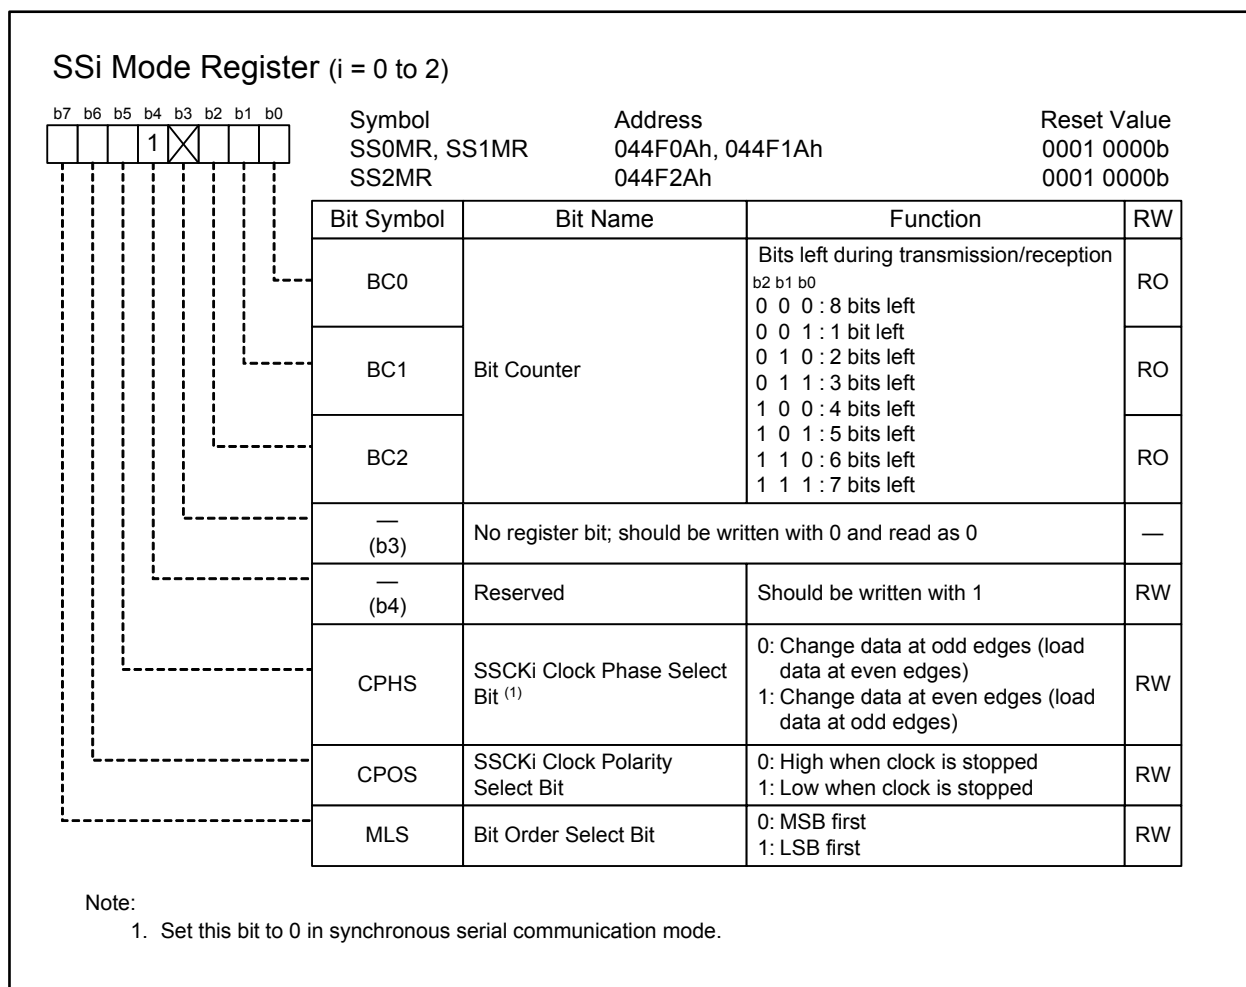 SSi Mode Register (i = 0 to 2)
b7 b6 b5 b4 b3 b2 b1 b0
1
Symbol Address Reset Value
SS0MR, SS1MR 044F0Ah, 044F1Ah 0001 0000b
SS2MR 044F2Ah 0001 0000b
Bit Symbol Bit Name Function RW
BC0 RO
BC1 Bit Counter RO
BC2 RO
Bits left during transmission/reception
b2 b1 b0
0 0 0 : 8 bits left
0 0 1 : 1 bit left
0 1 0 : 2 bits left
0 1 1 : 3 bits left
1 0 0 : 4 bits left
1 0 1 : 5 bits left
1 1 0 : 6 bits left
1 1 1 : 7 bits left
—
(b3)
No register bit; should be written with 0 and read as 0 —
—
(b4)
Reserved Should be written with 1 RW
CPHS
SSCKi Clock Phase Select
Bit (1)
0: Change data at odd edges (load
data at even edges)
1: Change data at even edges (load
data at odd edges)
RW
CPOS
SSCKi Clock Polarity
Select Bit
0: High when clock is stopped
1: Low when clock is stopped
RW
MLS
Bit Order Select Bit
0: MSB first
1: LSB first
RW
Note:
1. Set this bit to 0 in synchronous serial communication mode.